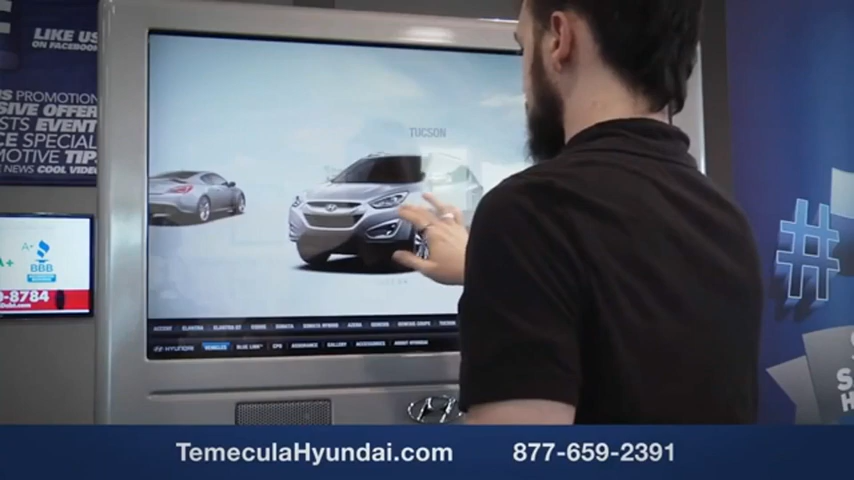 LIKE US
ON FACEBOOK
S PROMOTION
SIVE OFFER
STS EVENT
CE SPECIAL
MOTIVE TIP
NEWS COOL VIDE
TUCSON
A+
A+
BBB
-8784
ACCENT ELANTRA ELANTRA GT EQUUS SONATA SONATA HYBRID AZERA GENESIS GENESIS COUPE TUCSON
HYUNDAI VEHICLES BLUE LINK CPO ASSURANCE GALLERY ACCESSORIES ABOUT HYUNDAI
#
S
S
H
TemeculaHyundai.com 877-659-2391